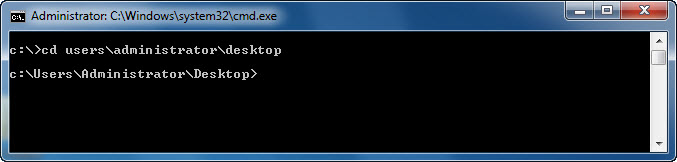 Administrator: C:\Windows\system32\cmd.exe
c:\>cd users\administrator\desktop
c:\Users\Administrator\Desktop>